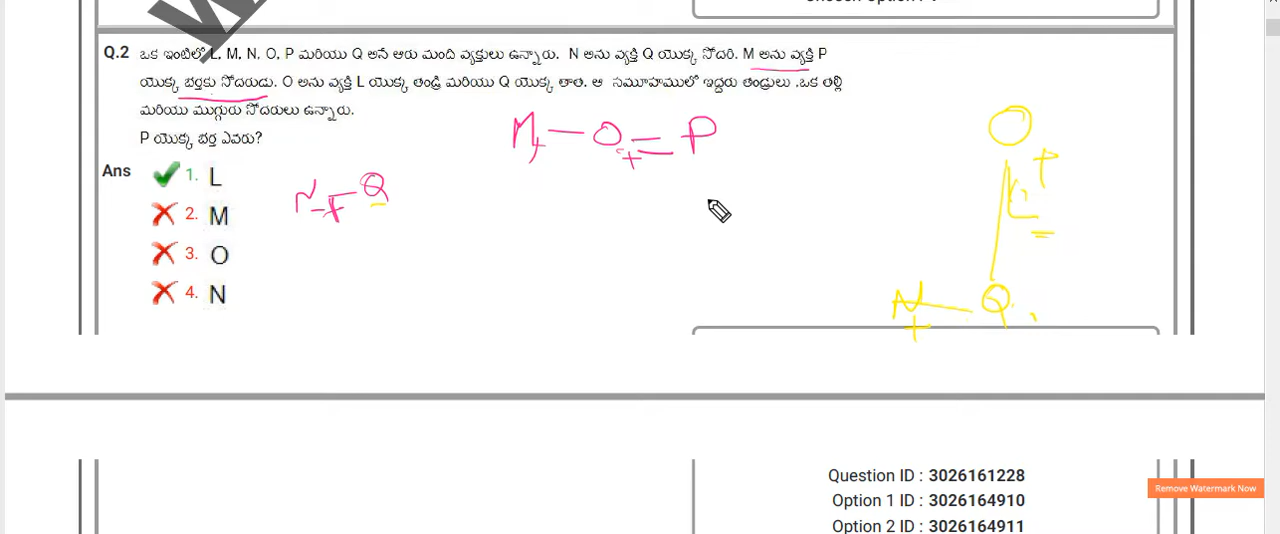 Chosen Option :
Q.2 ఒక ఇంటిలో L, M, N, O, P మరియు Q అనే ఆరు మంది వ్యక్తులు ఉన్నారు. N అను వ్యక్తి Q యొక్క సోదరి. M అను వ్యక్తి P
యొక్క భర్తకు సోదరుడు. O అను వ్యక్తి L యొక్క తండ్రి మరియు Q యొక్క తాత. ఆ సమూహములో ఇద్దరు తండ్రులు ,ఒక తల్లి
మరియు ముగ్గురు సోదరులు ఉన్నారు.
P యొక్క భర్త ఎవరు?
Ans 1. L
2. M
3. O
4. N
M+ — O+ = P
N - + Q
O
P
L
N + — Q
Question ID : 3026161228
Option 1 ID : 3026164910
Option 2 ID : 3026164911
Remove Watermark Now